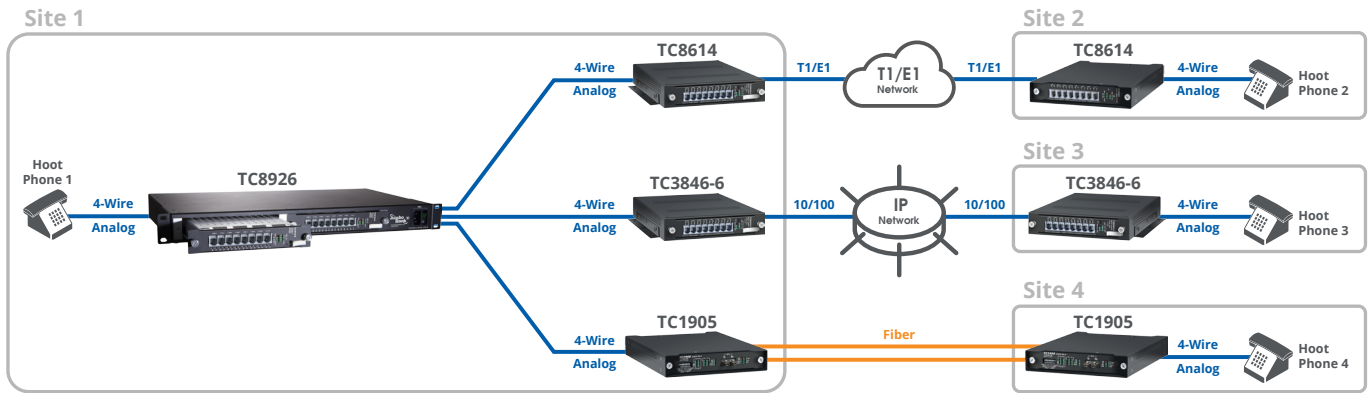 Site 1
Site 2
TC8614
TC8614
4-Wire
Analog
T1/E1
T1/E1
Network
T1/E1
4-Wire
Analog
Hoot
Phone 2
Site 3
Hoot
Phone 1
4-Wire
Analog
TC8926
TC3846-6
TC3846-6
4-Wire
Analog
10/100
IP
Network
10/100
4-Wire
Analog
Hoot
Phone 3
Site 4
TC1905
TC1905
4-Wire
Analog
Fiber
4-Wire
Analog
Hoot
Phone 4